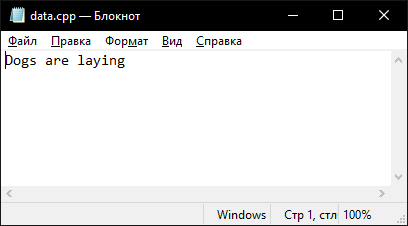 data.cpp — Блокнот
Файл Правка Формат Вид Справка
Dogs are laying
Windows Стр 1, стл 100%